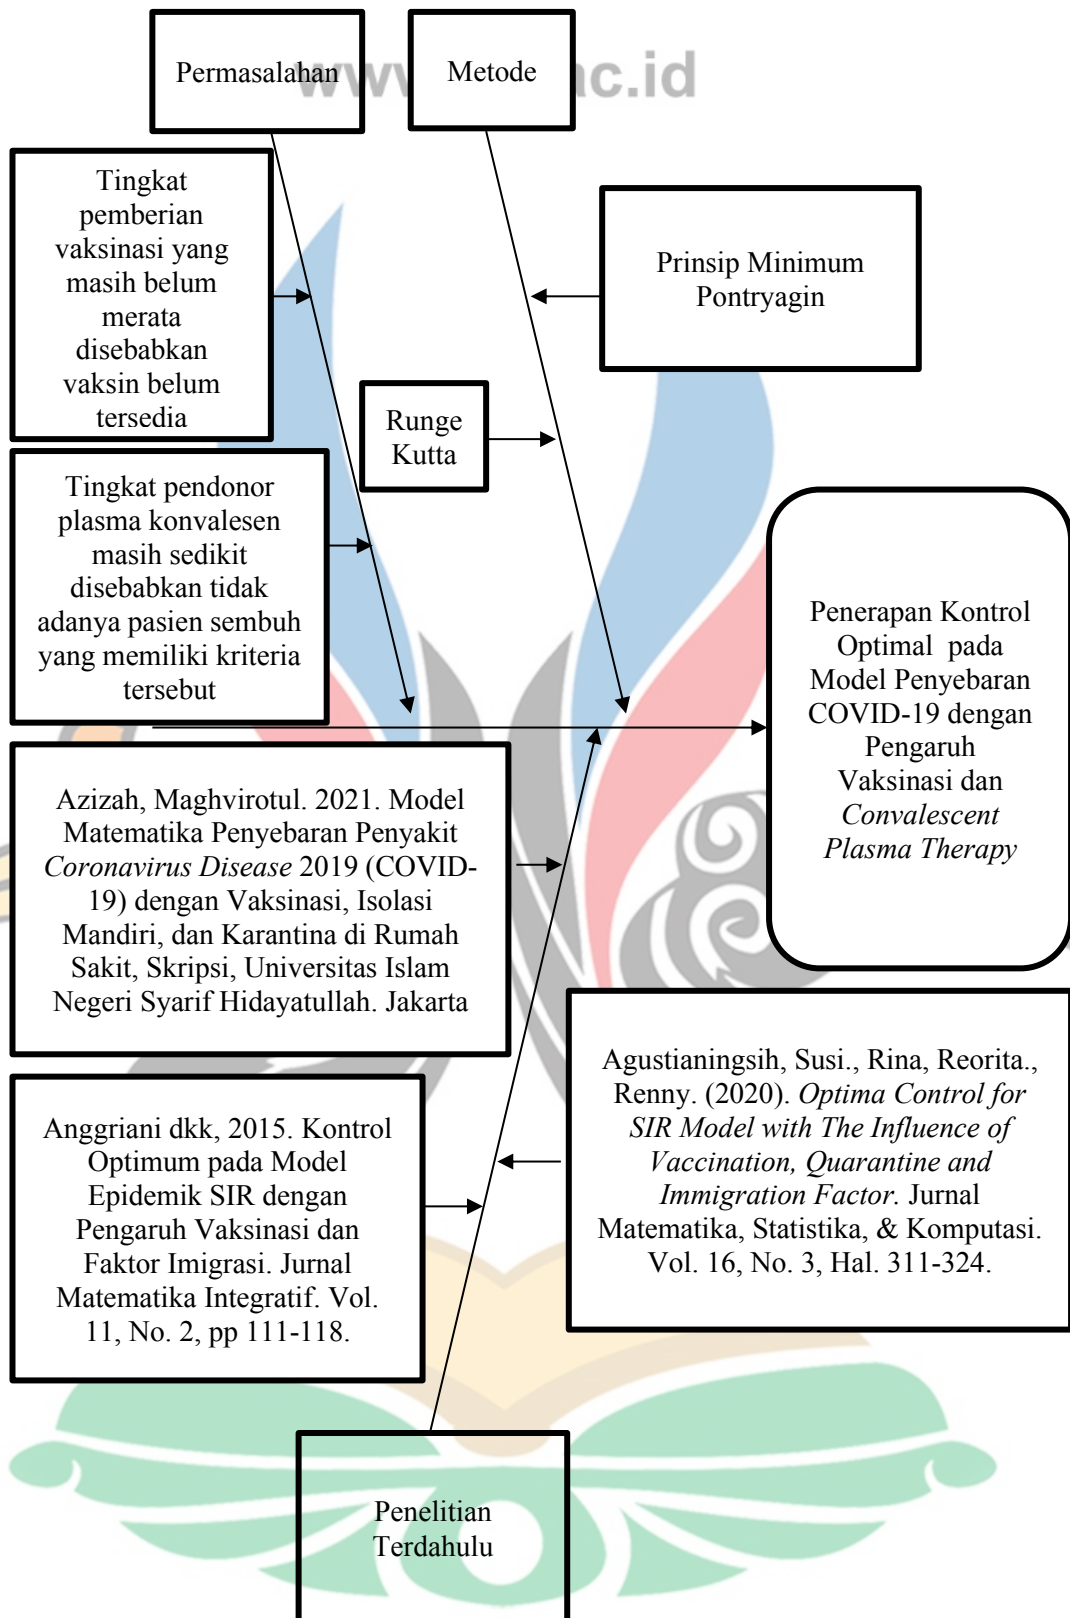 www
ac.id
Permasalahan
Metode
Tingkat
pemberian
vaksinasi yang
masih belum
merata
disebabkan
vaksin belum
tersedia
Prinsip Minimum
Pontryagin
Runge
Kutta
Tingkat pendonor
plasma konvalesen
masih sedikit
disebabkan tidak
adanya pasien sembuh
yang memiliki kriteria
tersebut
Penerapan Kontrol
Optimal pada
Model Penyebaran
COVID-19 dengan
Pengaruh
Vaksinasi dan
Convalescent
Plasma Therapy
Azizah, Maghvirotul. 2021. Model
Matematika Penyebaran Penyakit
Coronavirus Disease 2019 (COVID-
19) dengan Vaksinasi, Isolasi
Mandiri, dan Karantina di Rumah
Sakit, Skripsi, Universitas Islam
Negeri Syarif Hidayatullah. Jakarta
Agustianingsih, Susi., Rina, Reorita.,
Renny. (2020). Optima Control for
SIR Model with The Influence of
Vaccination, Quarantine and
Immigration Factor. Jurnal
Matematika, Statistika, & Komputasi.
Vol. 16, No. 3, Hal. 311-324.
Anggriani dkk, 2015. Kontrol
Optimum pada Model
Epidemik SIR dengan
Pengaruh Vaksinasi dan
Faktor Imigrasi. Jurnal
Matematika Integratif. Vol.
11, No. 2, pp 111-118.
Penelitian
Terdahulu